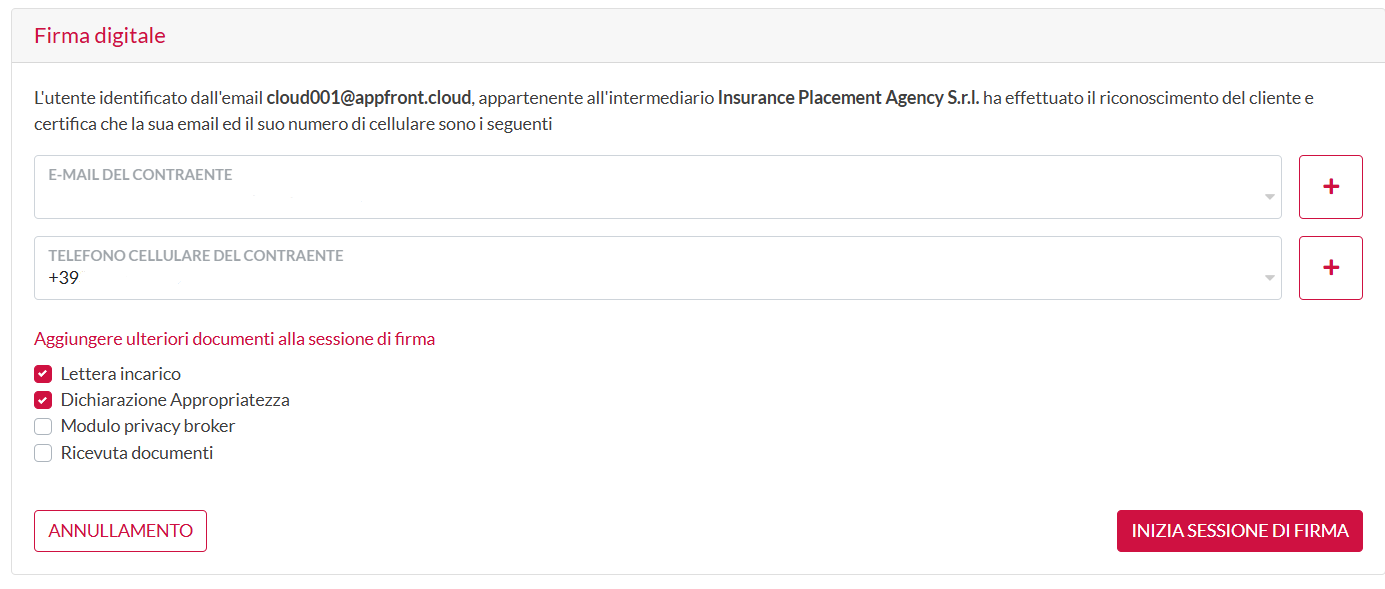 Firma digitale
L'utente identificato dall'email cloud001@appfront.cloud, appartenente all'intermediario Insurance Placement Agency S.r.l. ha effettuato il riconoscimento del cliente e
certifica che la sua email ed il suo numero di cellulare sono i seguenti
E-MAIL DEL CONTRAENTE
+
TELEFONO CELLULARE DEL CONTRAENTE
+39
+
Aggiungere ulteriori documenti alla sessione di firma
Lettera incarico
Dichiarazione Appropriatezza
Modulo privacy broker
Ricevuta documenti
ANNULLAMENTO
INIZIA SESSIONE DI FIRMA